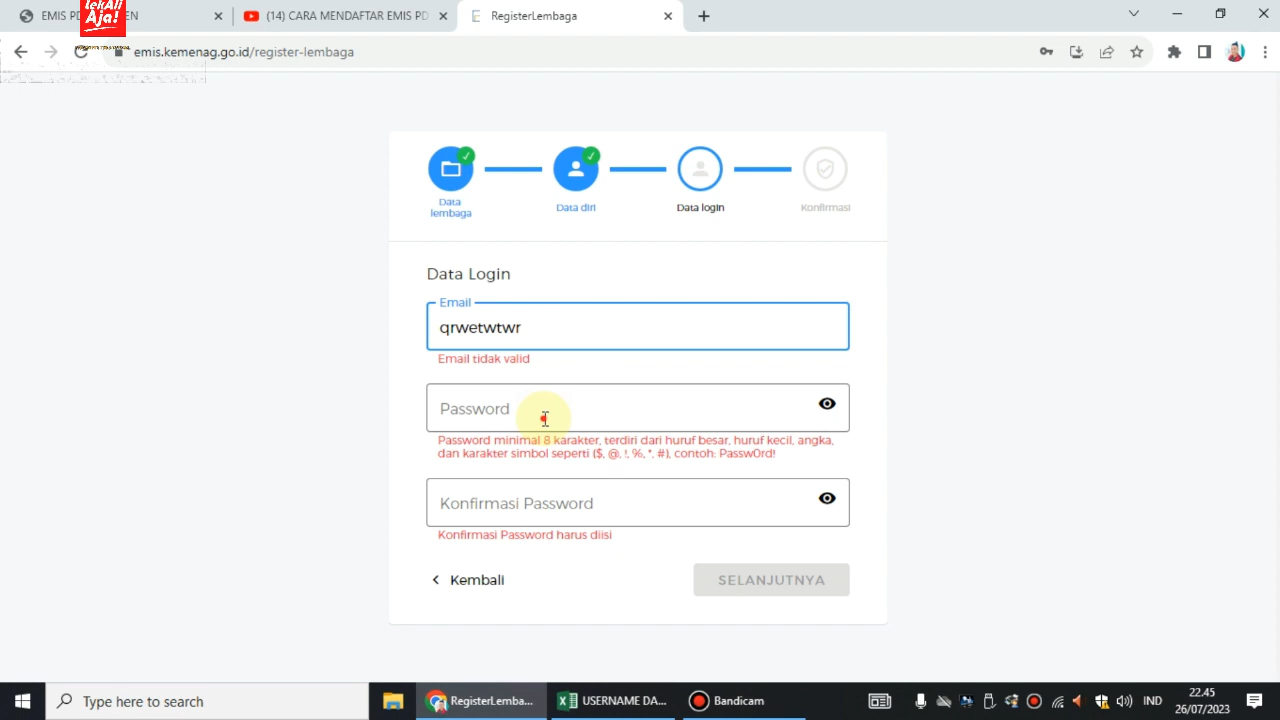 EMIS PD
EN
(14) CARA MENDAFTAR EMIS PD
RegisterLembaga
lekAli
Aja!
emis.kemenag.go.id/register-lembaga
Data
lembaga
Data diri
Data login
Konfirmasi
Data Login
Email
qrwetwtwr
Email tidak valid
Password
Password minimal 8 karakter, terdiri dari huruf besar, huruf kecil, angka,
dan karakter simbol seperti ($, @, !, %, *, #), contoh: Passw0rd!
Konfirmasi Password
Konfirmasi Password harus diisi
Kembali
SELANJUTNYA
Type here to search
RegisterLemba...
USERNAME DA...
Bandicam
IND
22.45
26/07/2023